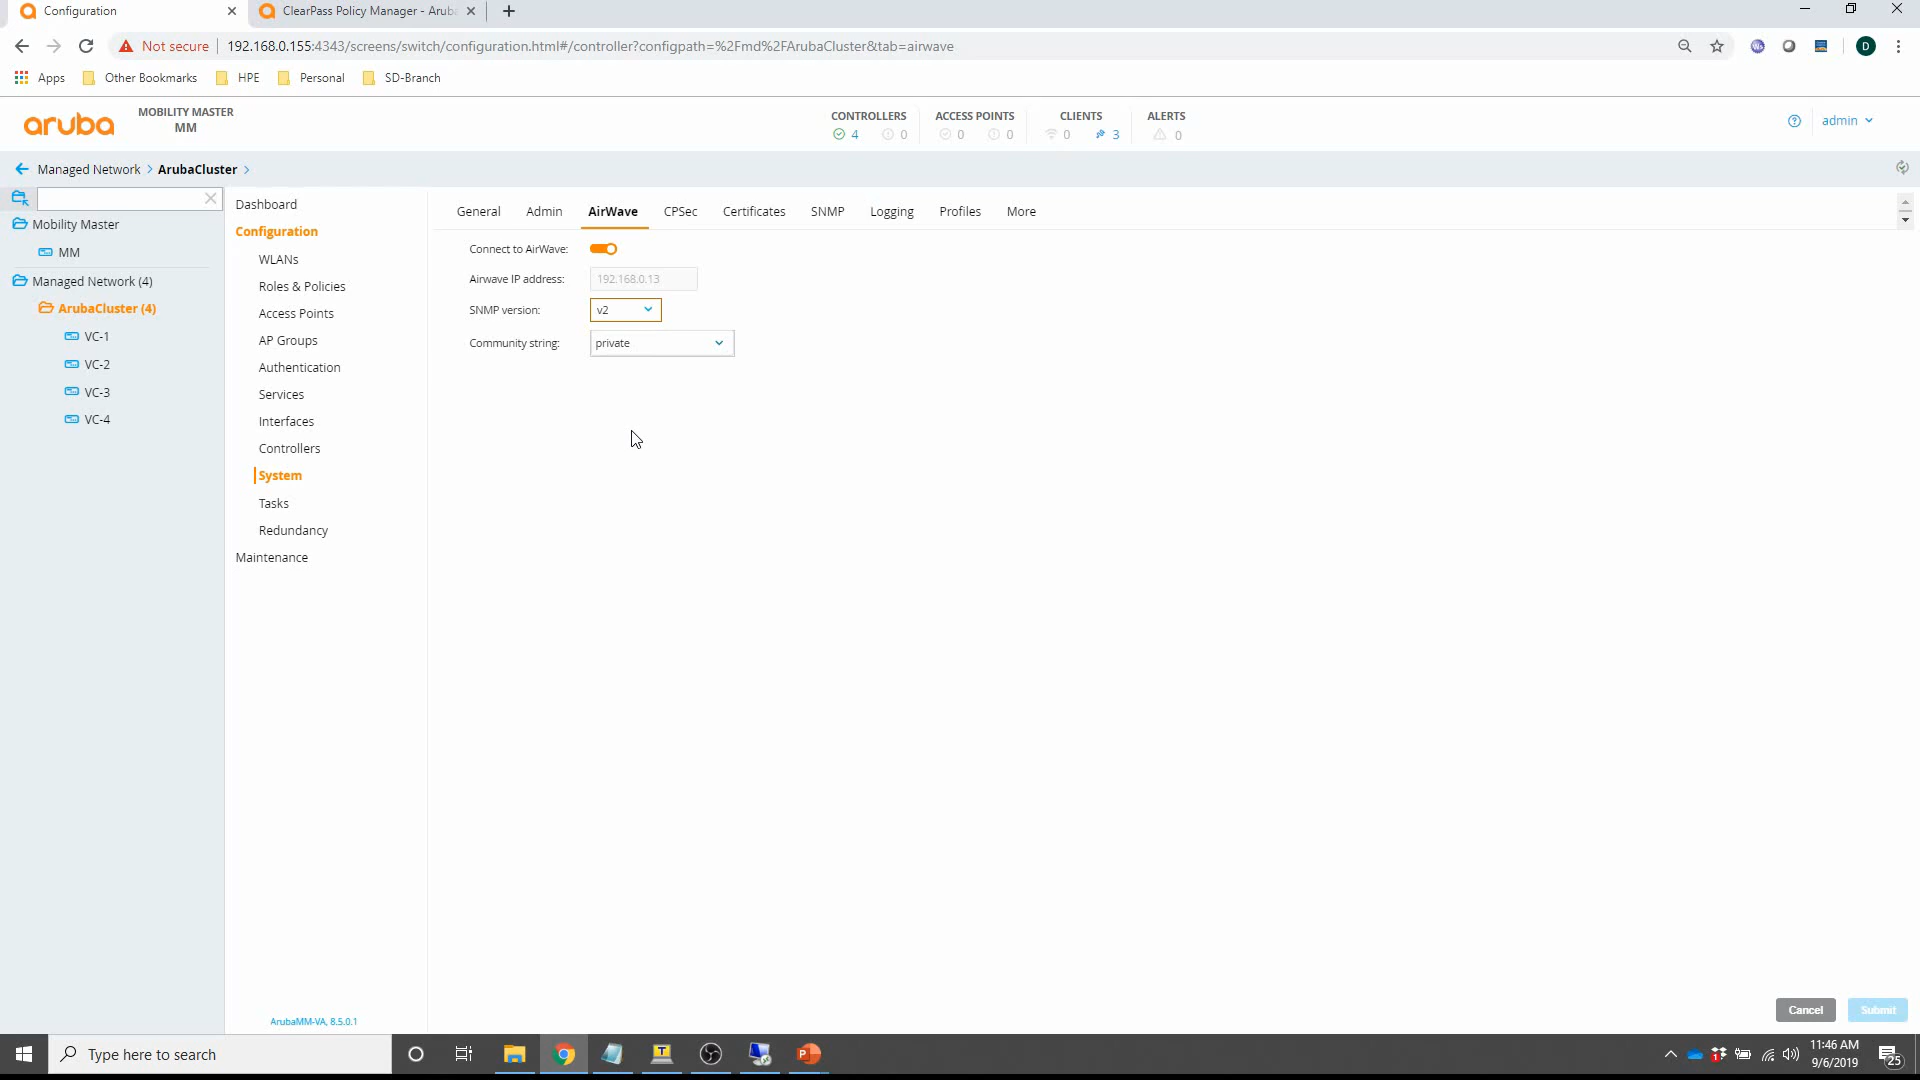 Configuration
ClearPass Policy Manager - Aruba
Not secure
192.168.0.155:4343/screens/switch/configuration.html#/controller?configpath=%2Fmd%2FArubaCluster&tab=airwave
D
Apps
Other Bookmarks
HPE
Personal
SD-Branch
aruba
MOBILITY MASTER
MM
CONTROLLERS
4
0
ACCESS POINTS
0
0
CLIENTS
0
3
ALERTS
0
admin
Managed Network > ArubaCluster >
Mobility Master
MM
Managed Network (4)
ArubaCluster (4)
VC-1
VC-2
VC-3
VC-4
Dashboard
Configuration
WLANs
Roles & Policies
Access Points
AP Groups
Authentication
Services
Interfaces
Controllers
System
Tasks
Redundancy
Maintenance
ArubaMM-VA, 8.5.0.1
General
Admin
AirWave
CPSec
Certificates
SNMP
Logging
Profiles
More
Connect to AirWave:
Airwave IP address: 192.168.0.13
SNMP version: v2
Community string: private
Cancel
Submit
Type here to search
11:46 AM
9/6/2019
25